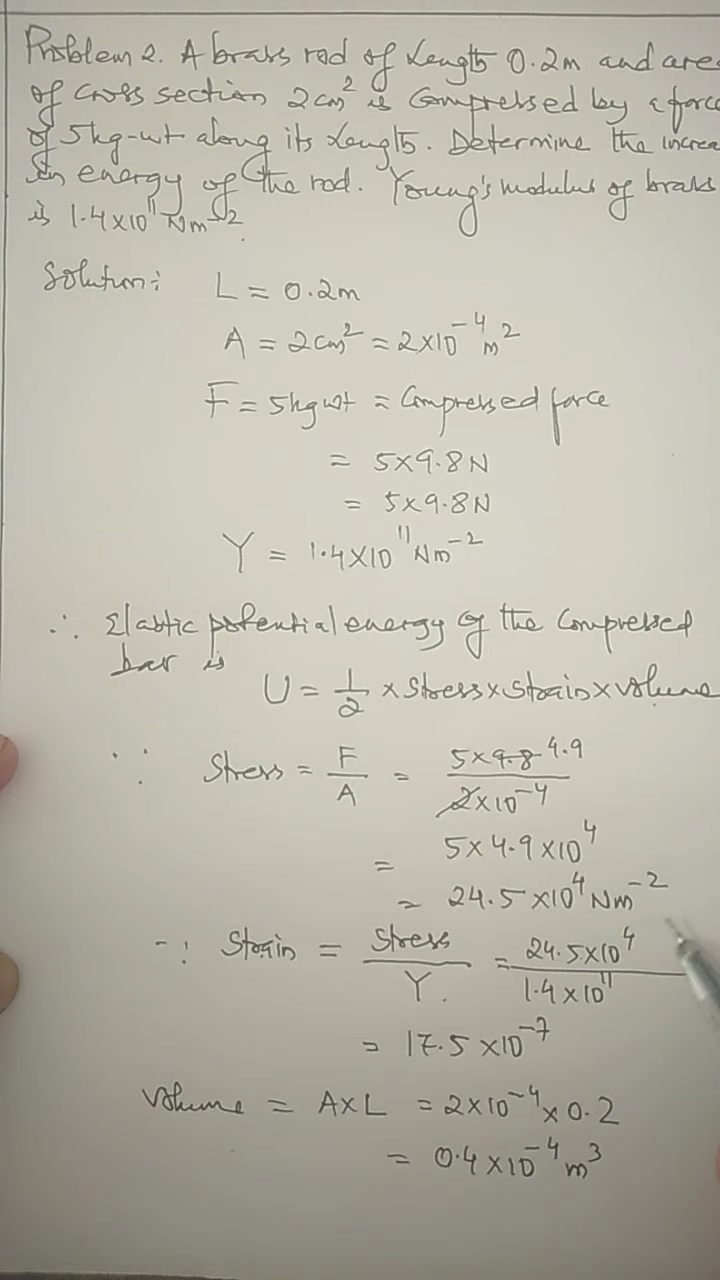 Problem 2. A brass rod of Length 0.2m and are
of cross section 2cm² is Compressed by a force
of 5kg-wt along its Length. Determine the increa
in energy of the rod. Young's modulus of brass
is 1.4×10¹¹ Nm⁻².
Solution: L = 0.2m
A = 2cm² = 2×10⁻⁴ m²
F = 5kgwt = Compressed force
= 5×9.8N
= 5×9.8N
Y = 1.4×10¹¹ Nm⁻²
∴ Elastic potential energy of the Compressed
bar is
U = 1/2 × Stress × Strain × volume
∵ Stress = F/A = 5×9.8 4.9/2×10⁻⁴
= 5×4.9×10⁴
= 24.5×10⁴ Nm⁻²
∵ Strain = Stress/Y. = 24.5×10⁴/1.4×10¹¹
= 17.5×10⁻⁷
Volume = A×L = 2×10⁻⁴×0.2
= 0.4×10⁻⁴ m³